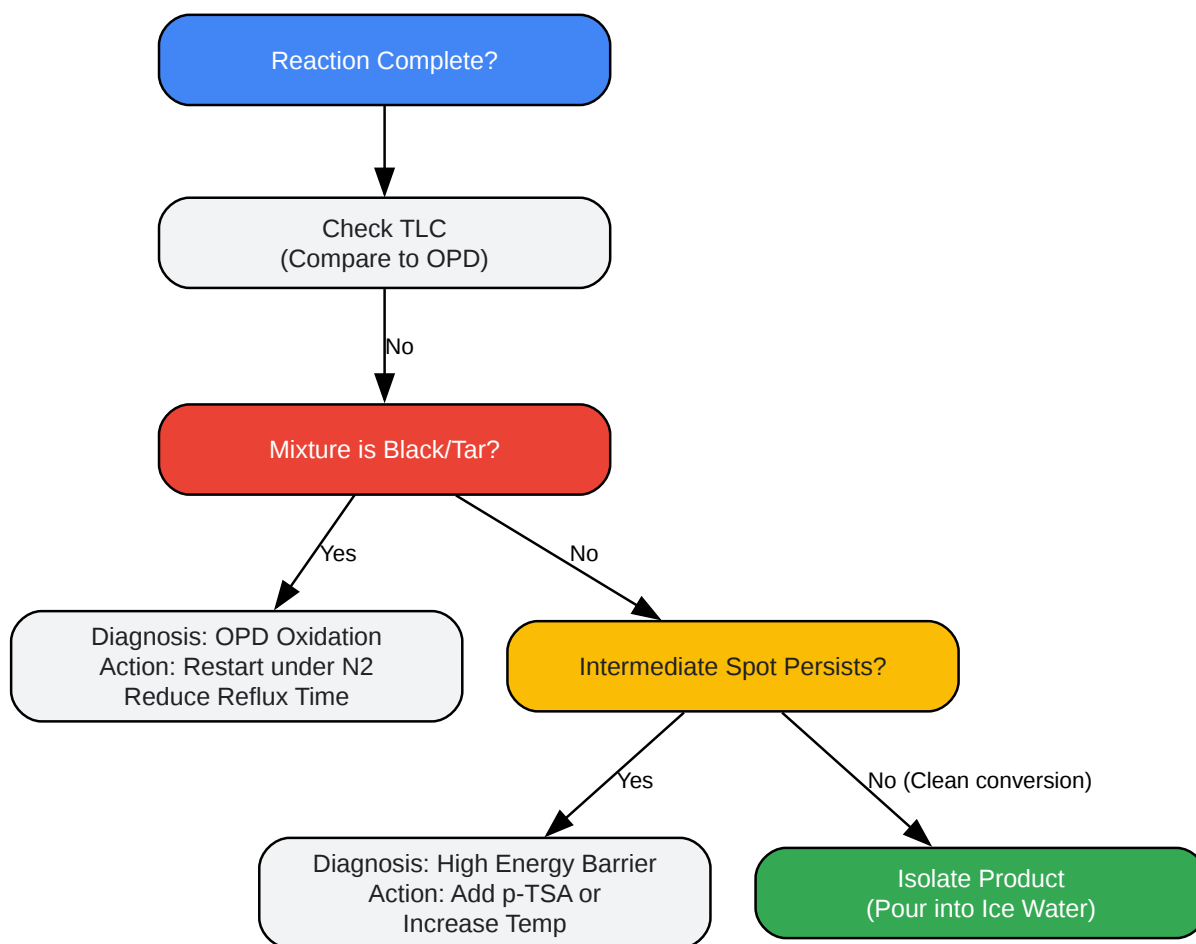 Reaction Complete?
Check TLC
(Compare to OPD)
No
Mixture is Black/Tar?
Yes
No
Diagnosis: OPD Oxidation
Action: Restart under N2
Reduce Reflux Time
Intermediate Spot Persists?
Yes
No (Clean conversion)
Diagnosis: High Energy Barrier
Action: Add p-TSA or
Increase Temp
Isolate Product
(Pour into Ice Water)